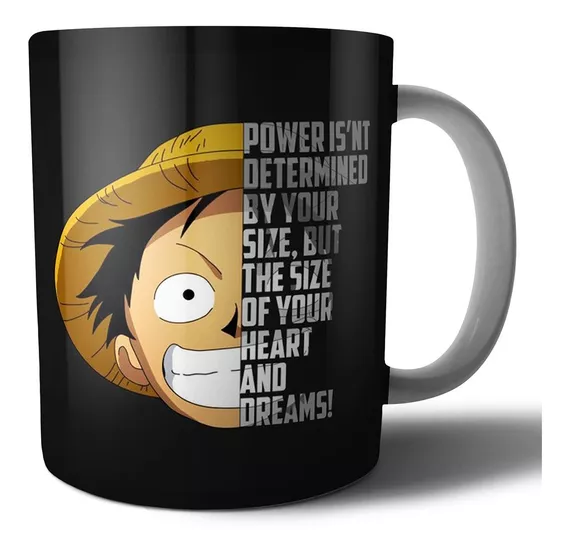 POWER IS'NT
DETERMINED
BY YOUR
SIZE, BUT
THE SIZE
OF YOUR
HEART
AND
DREAMS!